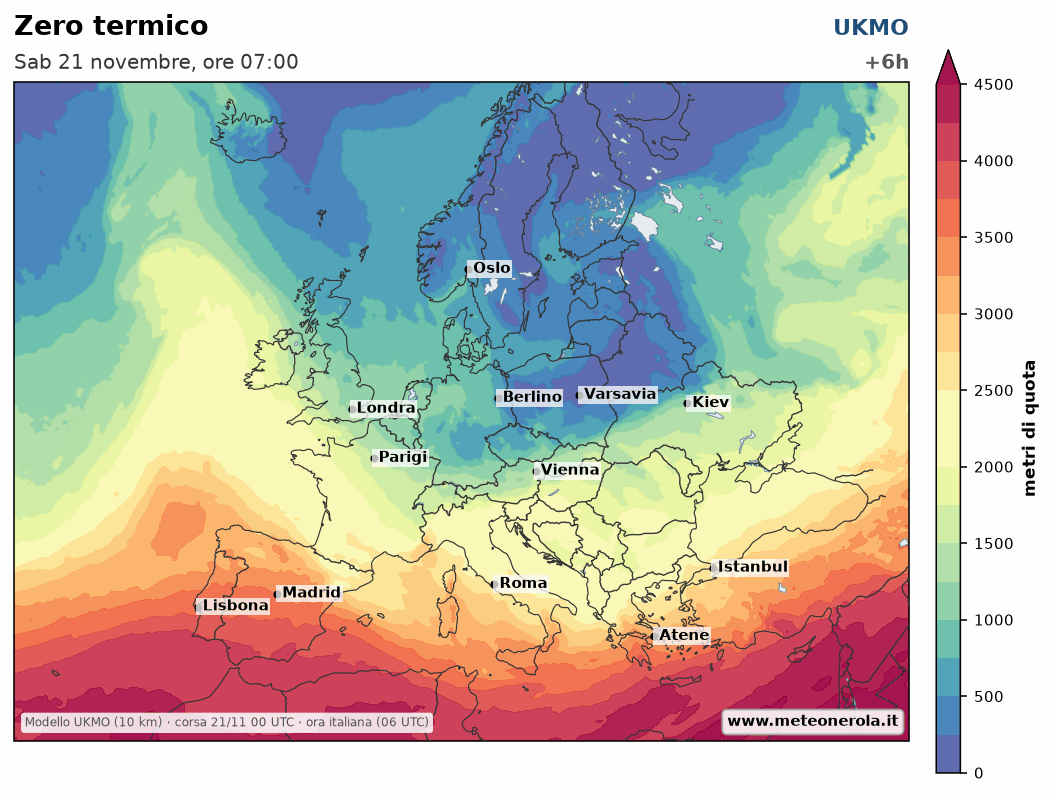 Zero termico
UKMO
Sab 21 novembre, ore 07:00
+6h
4500
4000
3500
3000
2500
2000
1500
1000
500
0
metri di quota
Oslo
Berlino
Varsavia
Kiev
Londra
Parigi
Vienna
Istanbul
Roma
Madrid
Lisbona
Atene
Modello UKMO (10 km) · corsa 21/11 00 UTC · ora italiana (06 UTC)
www.meteonerola.it